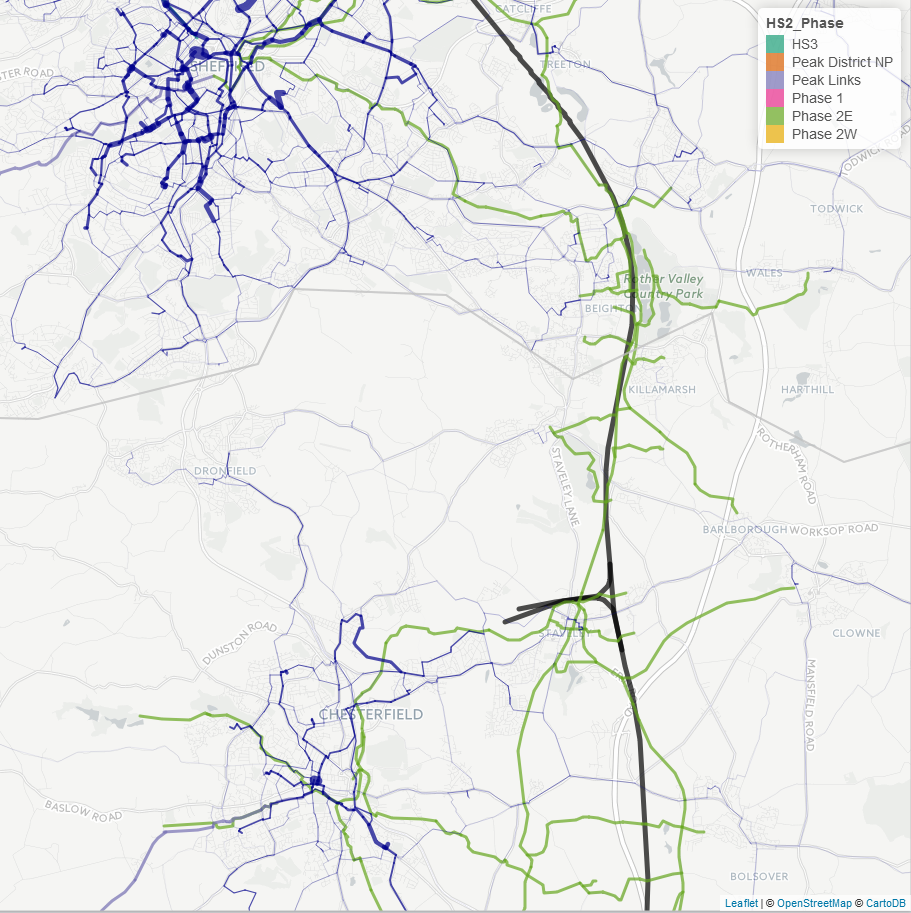 CATCLIFFE
HS2_Phase
HS3
Peak District NP
Peak Links
Phase 1
Phase 2E
Phase 2W
SHEFFIELD
TREETON
TER ROAD
TODWICK ROAD
TODWICK
WALES
Rother Valley
Country Park
BEIGHTON
KILLAMARSH
HARTHILL
ROTHERHAM ROAD
DRONFIELD
STAVELEY LANE
BARLBOROUGH
WORKSOP ROAD
STAVELEY
CLOWNE
DUNSTON ROAD
MANSFIELD ROAD
CHESTERFIELD
BASLOW ROAD
BOLSOVER
Leaflet | © OpenStreetMap © CartoDB